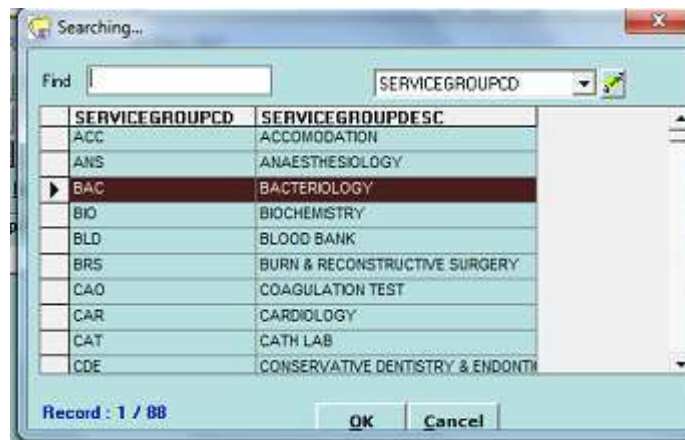 Searching...
Find SERVICEGROUPCD
SERVICEGROUPCD SERVICEGROUPDESC
ACC ACCOMODATION
ANS ANAESTHESIOLOGY
BAC BACTERIOLOGY
BIO BIOCHEMISTRY
BLD BLOOD BANK
BRS BURN & RECONSTRUCTIVE SURGERY
CAO COAGULATION TEST
CAR CARDIOLOGY
CAT CATH LAB
CDE CONSERVATIVE DENTISTRY & ENDONTI
Record : 1 / 88
OK Cancel